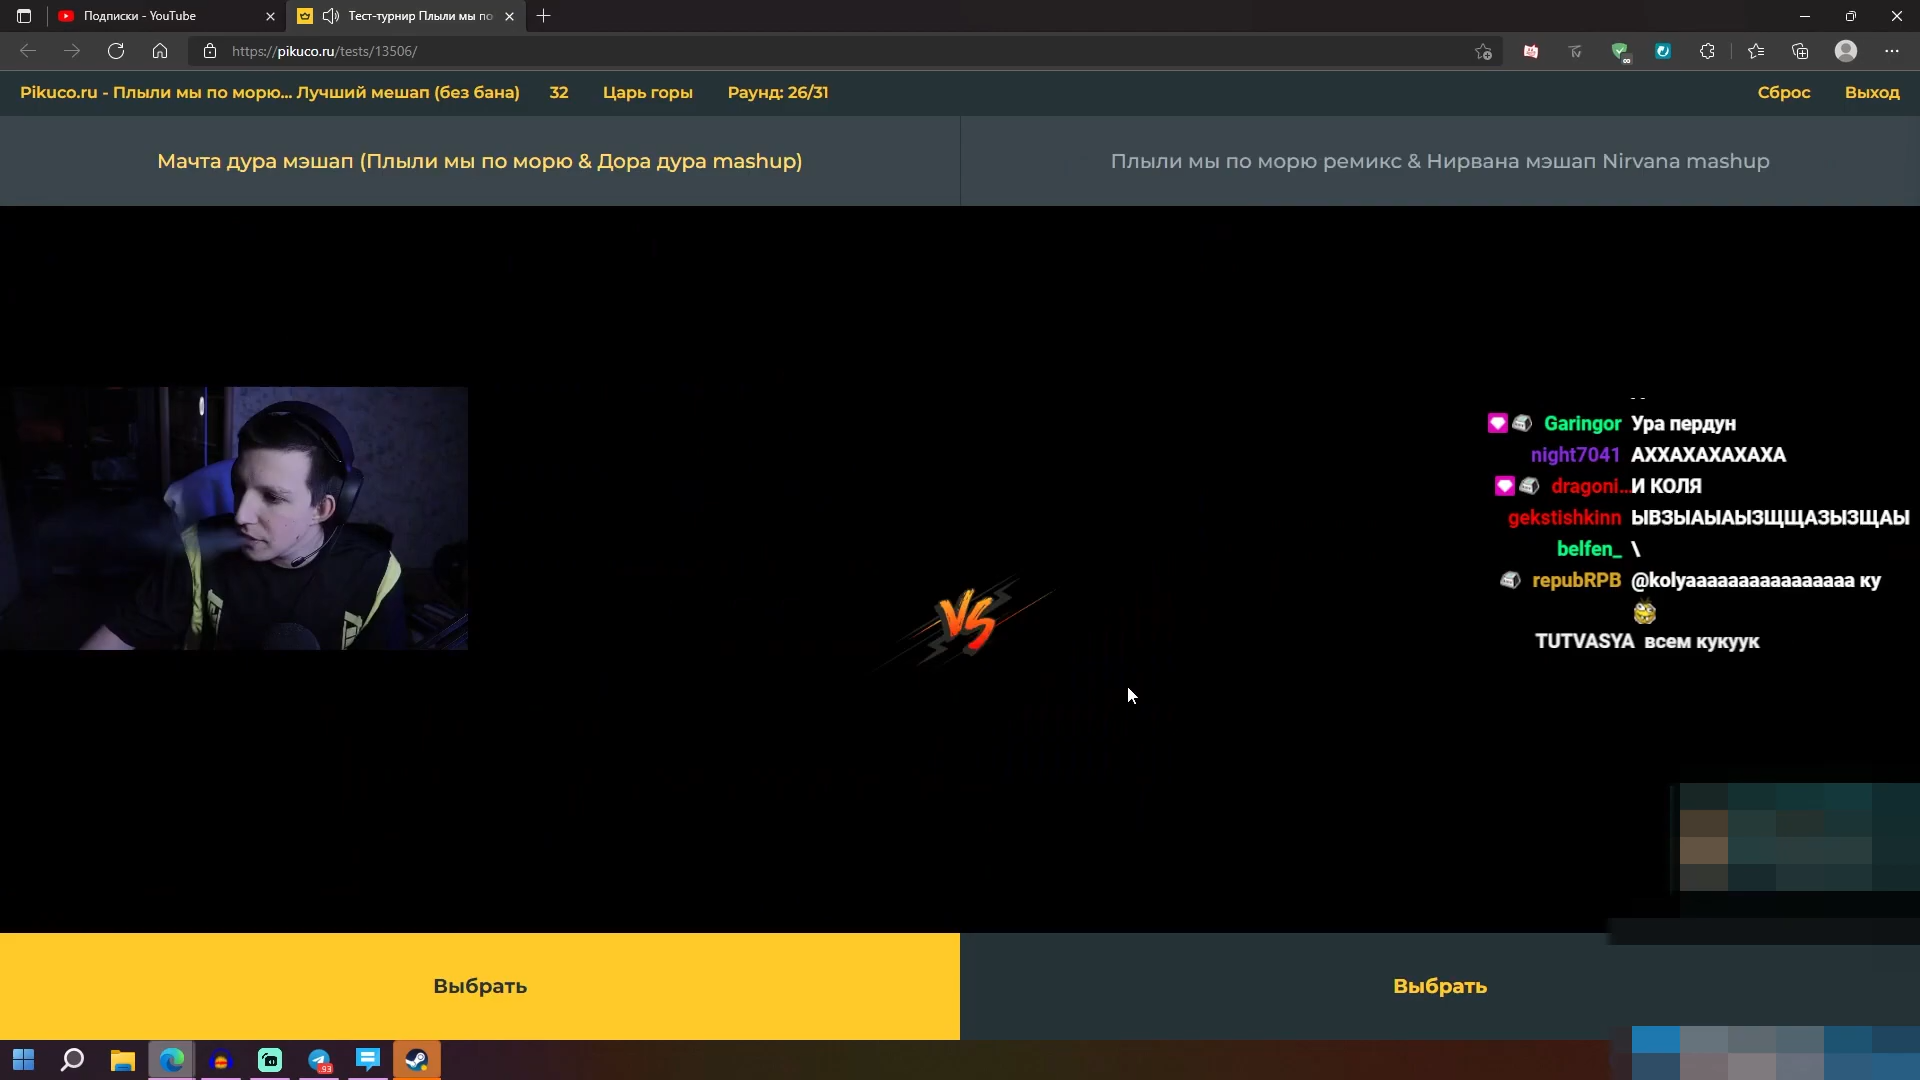 Подписки - YouTube
Тест-турнир Плыли мы по
https://pikuco.ru/tests/13506/
Pikuco.ru - Плыли мы по морю... Лучший мешап (без бана) 32 Царь горы Раунд: 26/31 Сброс Выход
Мачта дура мэшап (Плыли мы по морю & Дора дура mashup)
Плыли мы по морю ремикс & Нирвана мэшап Nirvana mashup
VS
Garingor Ура пердун
night7041 АХХАХАХАХАХА
dragoni... И КОЛЯ
gekstishkinn ЫВЗЫАЫАЫЗЩЩАЗЫЗЩАЫ
belfen_ \
repubRPB @kolyaaaaaaaaaaaaaaaa ку
TUTVASYA всем кукуук
Выбрать
Выбрать
93